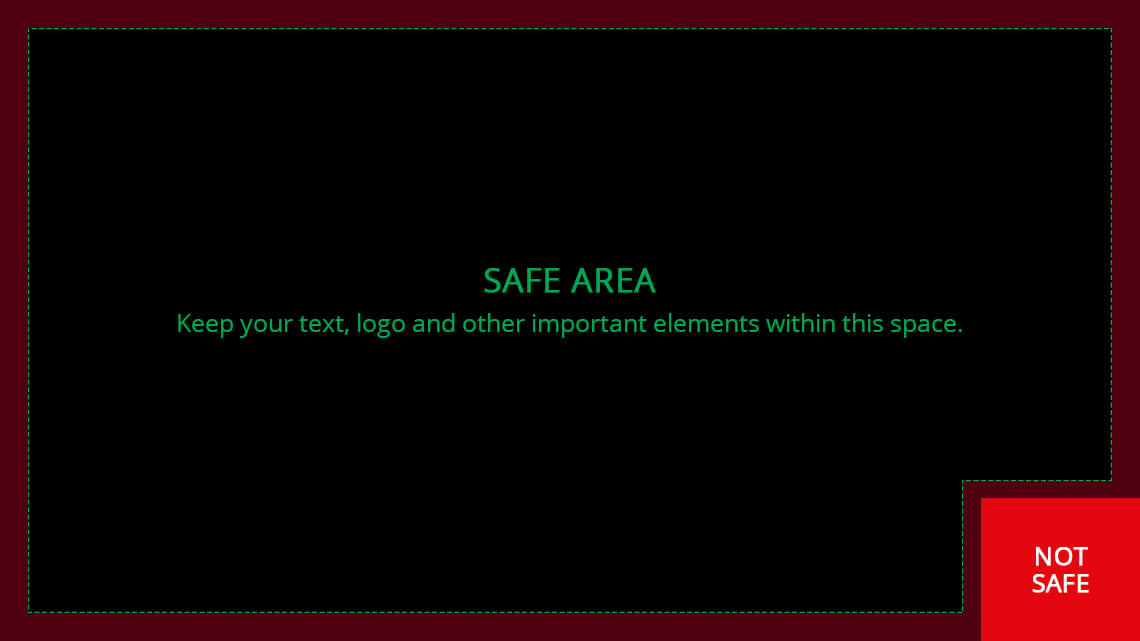 SAFE AREA
Keep your text, logo and other important elements within this space.
NOT
SAFE